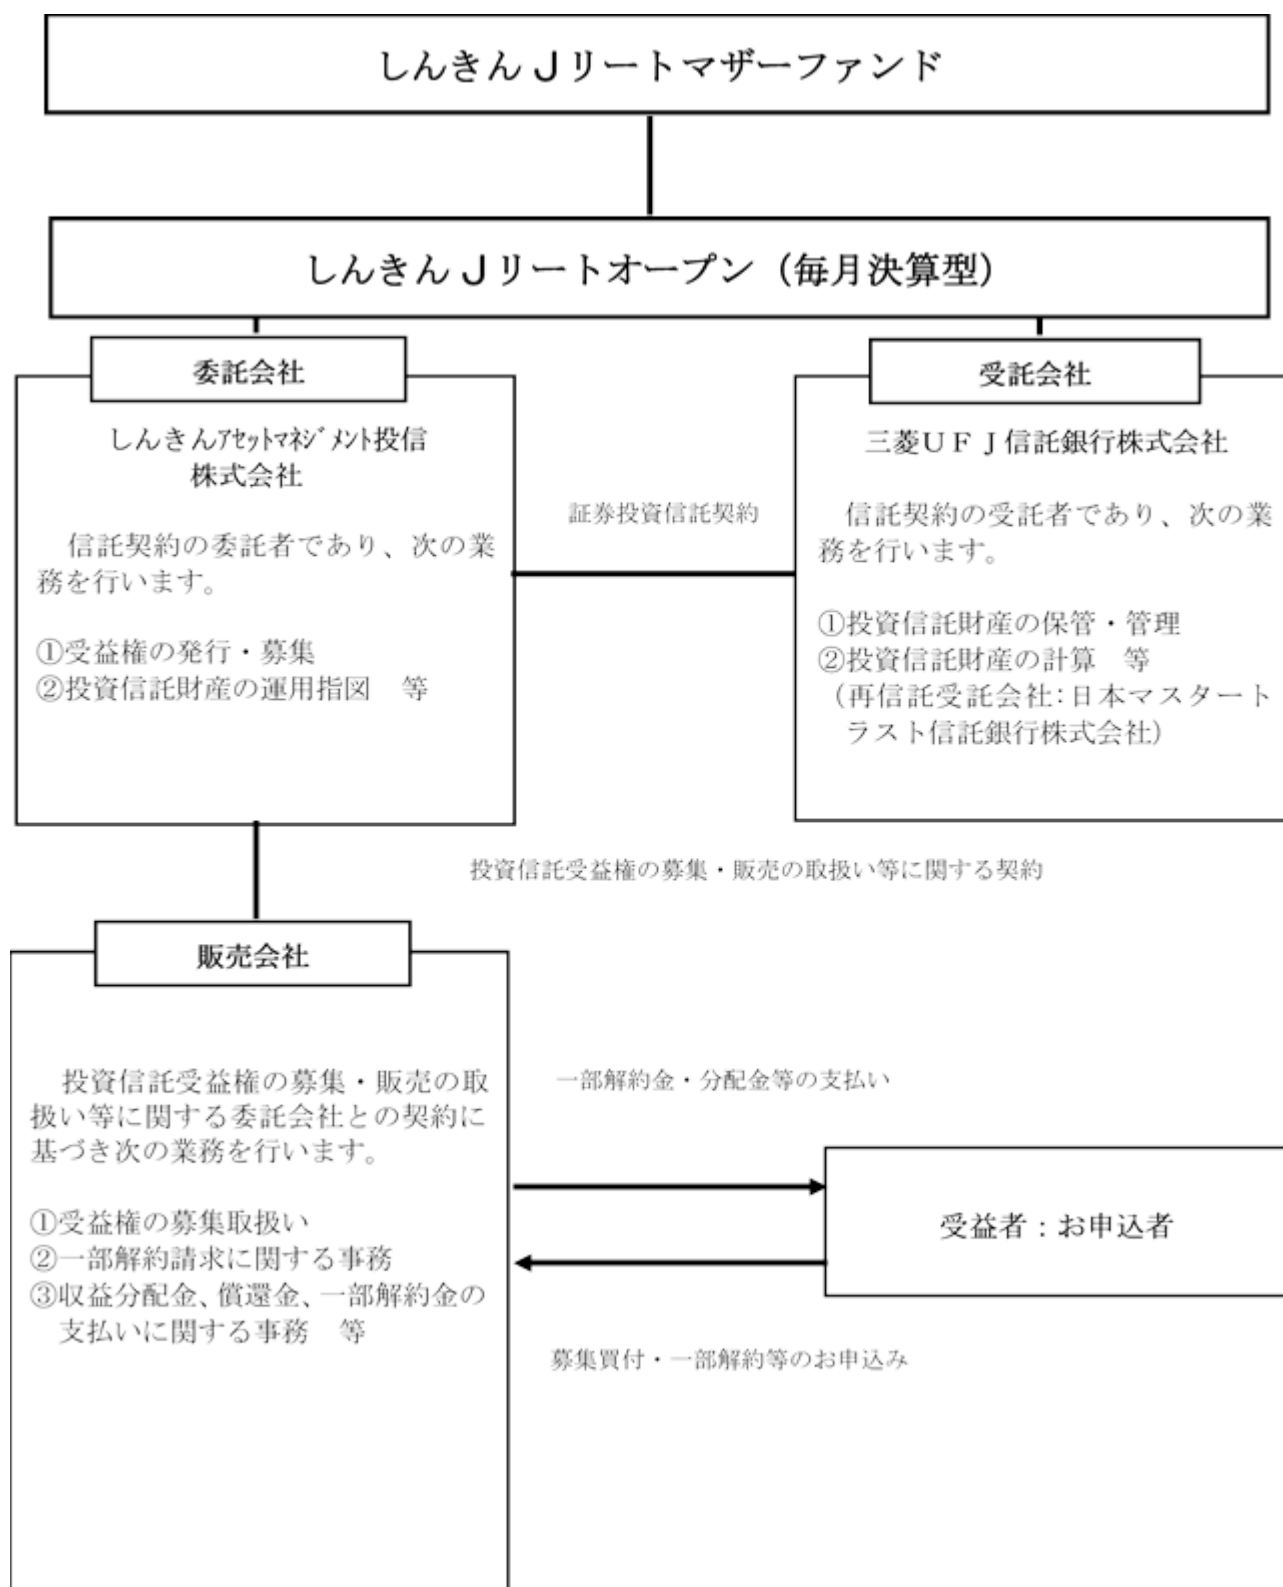 しんきんJリートマザーファンド
しんきんJリートオープン（毎月決算型）
委託会社
しんきんｱｾｯﾄﾏﾈｼﾞﾒﾝﾄ投信
株式会社
信託契約の委託者であり、次の業
務を行います。
①受益権の発行・募集
②投資信託財産の運用指図　等
証券投資信託契約
受託会社
三菱ＵＦＪ信託銀行株式会社
信託契約の受託者であり、次の業
務を行います。
①投資信託財産の保管・管理
②投資信託財産の計算　等
（再信託受託会社：日本マスタート
ラスト信託銀行株式会社）
投資信託受益権の募集・販売の取扱い等に関する契約
販売会社
投資信託受益権の募集・販売の取
扱い等に関する委託会社との契約に
基づき次の業務を行います。
①受益権の募集取扱い
②一部解約請求に関する事務
③収益分配金、償還金、一部解約金の
支払いに関する事務　等
一部解約金・分配金等の支払い
受益者：お申込者
募集買付・一部解約等のお申込み